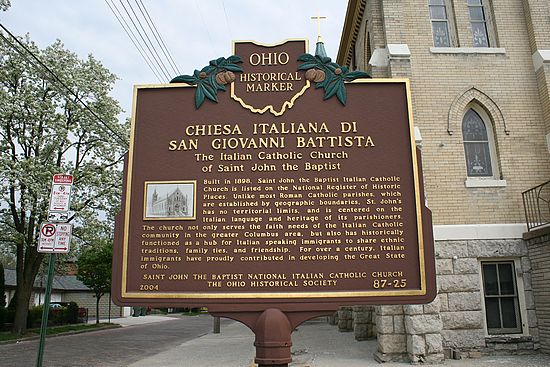 OHIO
HISTORICAL
MARKER
CHIESA ITALIANA DI
SAN GIOVANNI BATTISTA
The Italian Catholic Church
of Saint John the Baptist
Built in 1898, Saint John the Baptist Italian Catholic
Church is listed on the National Register of Historic
Places. Unlike most Roman Catholic parishes, which
are established by geographic boundaries, St. John's
has no territorial limits, and is centered on the
Italian language and heritage of its parishioners.
The church not only serves the faith needs of the Italian Catholic
community in the greater Columbus area, but also has historically
functioned as a hub for Italian speaking immigrants to share ethnic
traditions, family ties, and friendship. For over a century, Italian
immigrants have proudly contributed in developing the Great State
of Ohio.
SAINT JOHN THE BAPTIST NATIONAL ITALIAN CATHOLIC CHURCH
THE OHIO HISTORICAL SOCIETY
2004
87-25
NO
ANY
TIME